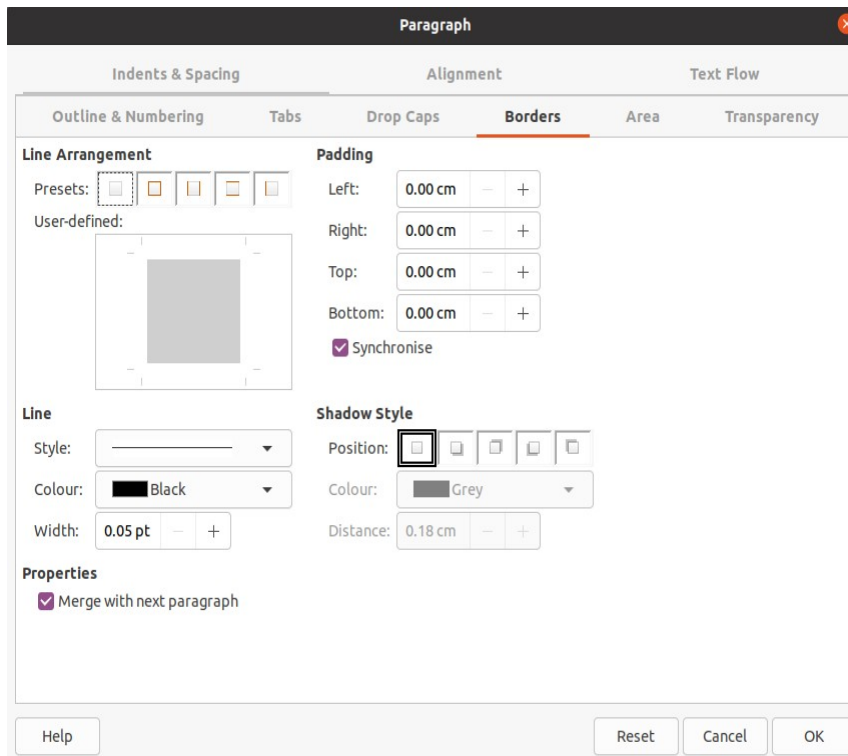 Paragraph
Indents & Spacing Alignment Text Flow
Outline & Numbering Tabs Drop Caps Borders Area Transparency
Line Arrangement
Presets:
User-defined:
Padding
Left: 0.00 cm − +
Right: 0.00 cm − +
Top: 0.00 cm − +
Bottom: 0.00 cm − +
Synchronise
Line
Style:
Colour: Black
Width: 0.05 pt − +
Shadow Style
Position:
Colour: Grey
Distance: 0.18 cm − +
Properties
Merge with next paragraph
Help Reset Cancel OK